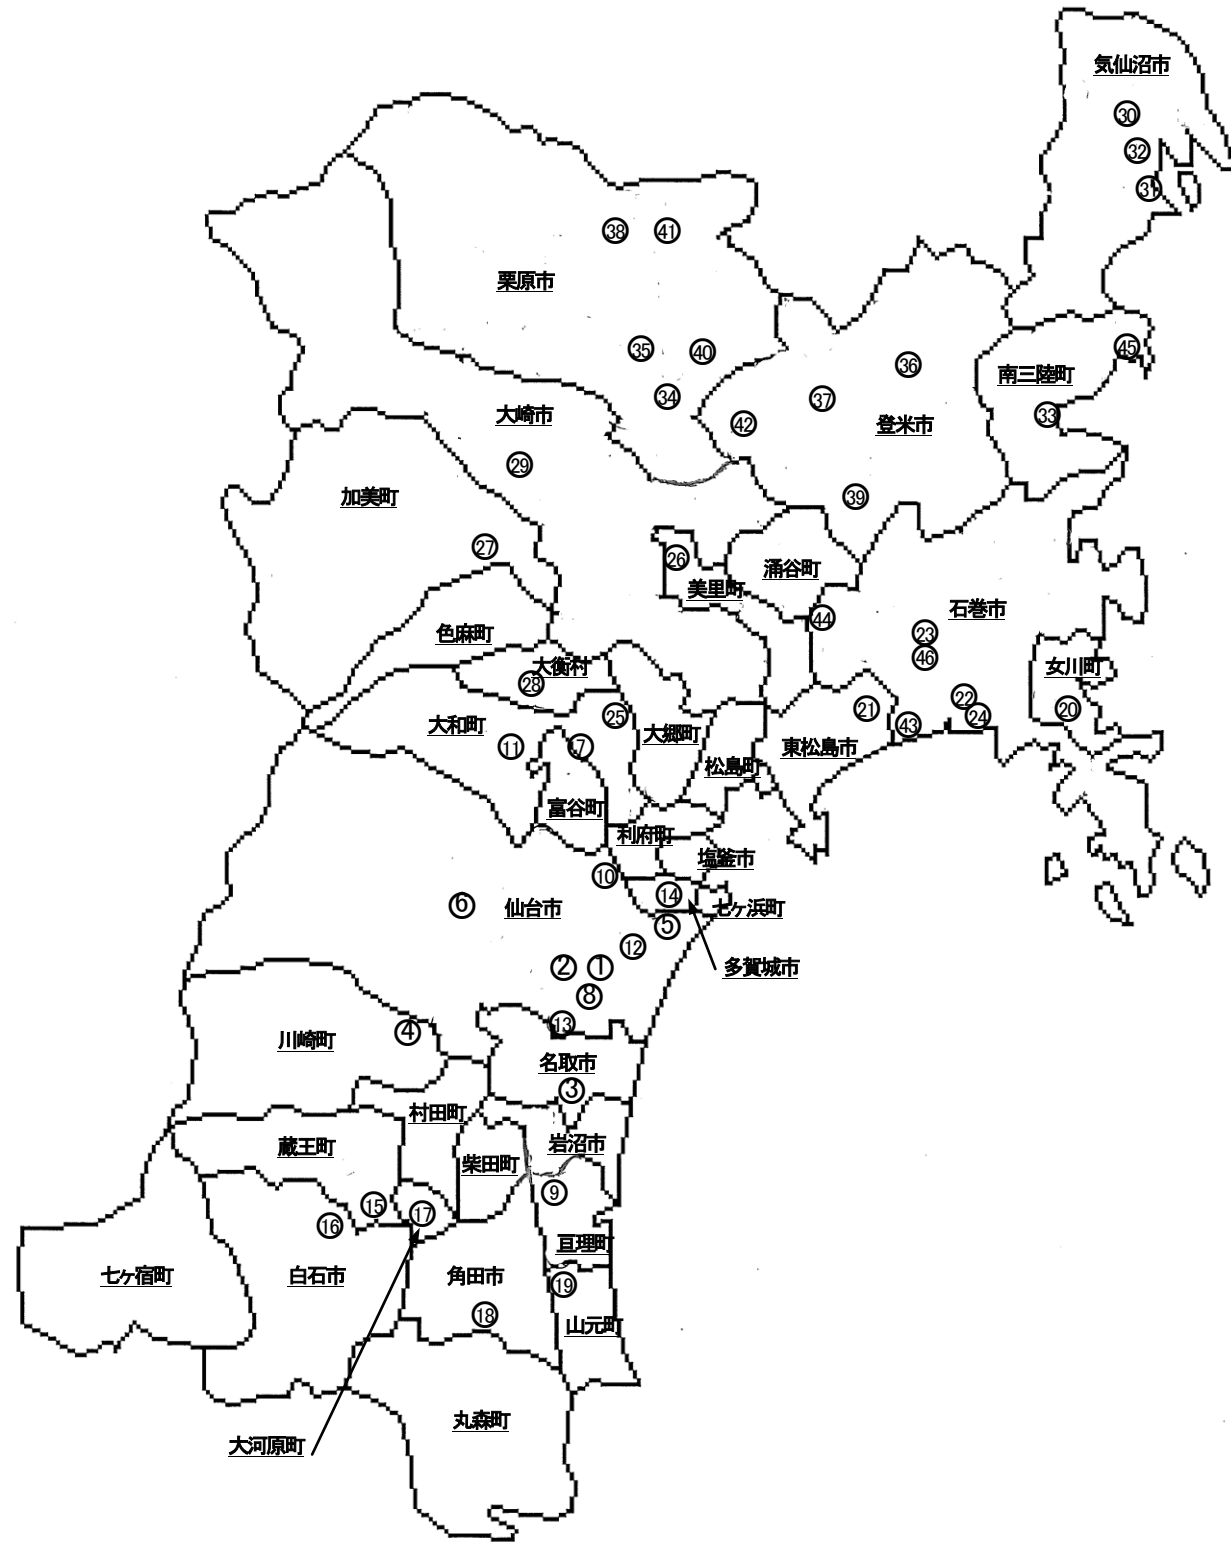 気仙沼市
㉚
㉜
㉛
㊳
㊶
栗原市
㉟
㊵
㊺
㊱
南三陸町
㉞
㊲
大崎市
㉝
㊷
登米市
㉙
加美町
㊴
㉗
㉖
涌谷町
美里町
石巻市
㊹
㉓
色麻町
㊻
大衡村
女川町
㉘
㉒
㉕
㉑
㉔
⑳
大和町
大郷町
㊸
⑪
⑦
東松島市
松島町
富谷町
利府町
塩釜市
⑩
⑭
⑥
仙台市
七ヶ浜町
⑤
⑫
②
①
多賀城市
⑧
⑬
④
川崎町
名取市
③
村田町
蔵王町
岩沼市
柴田町
⑨
⑮
⑰
⑯
亘理町
七ヶ宿町
白石市
角田市
⑲
⑱
山元町
丸森町
大河原町